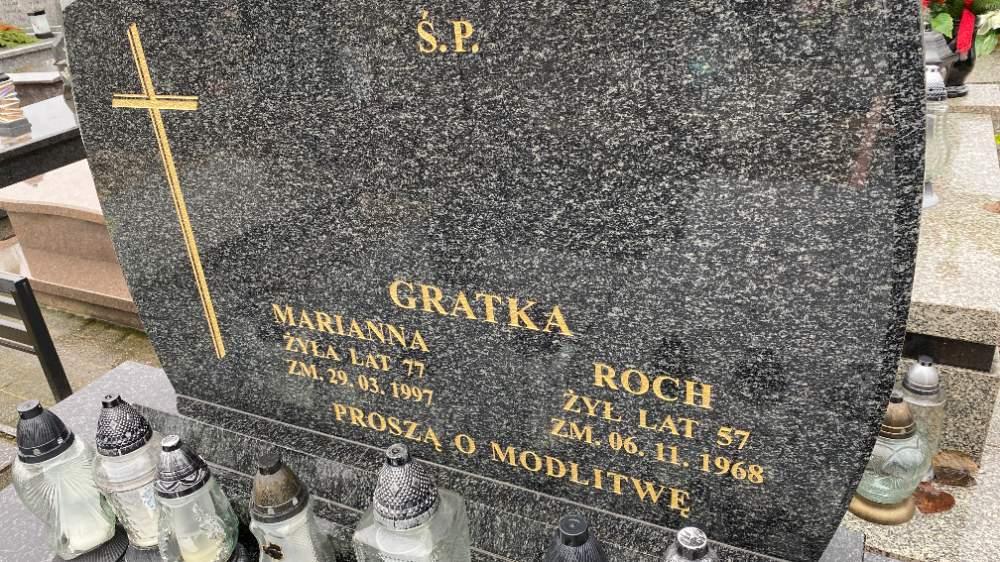 Ś.P.
GRATKA
MARIANNA
ŻYŁA LAT 77
ZM. 29. 03. 1997
ROCH
ŻYŁ LAT 57
ZM. 06. 11. 1968
PROSZĄ O MODLITWĘ